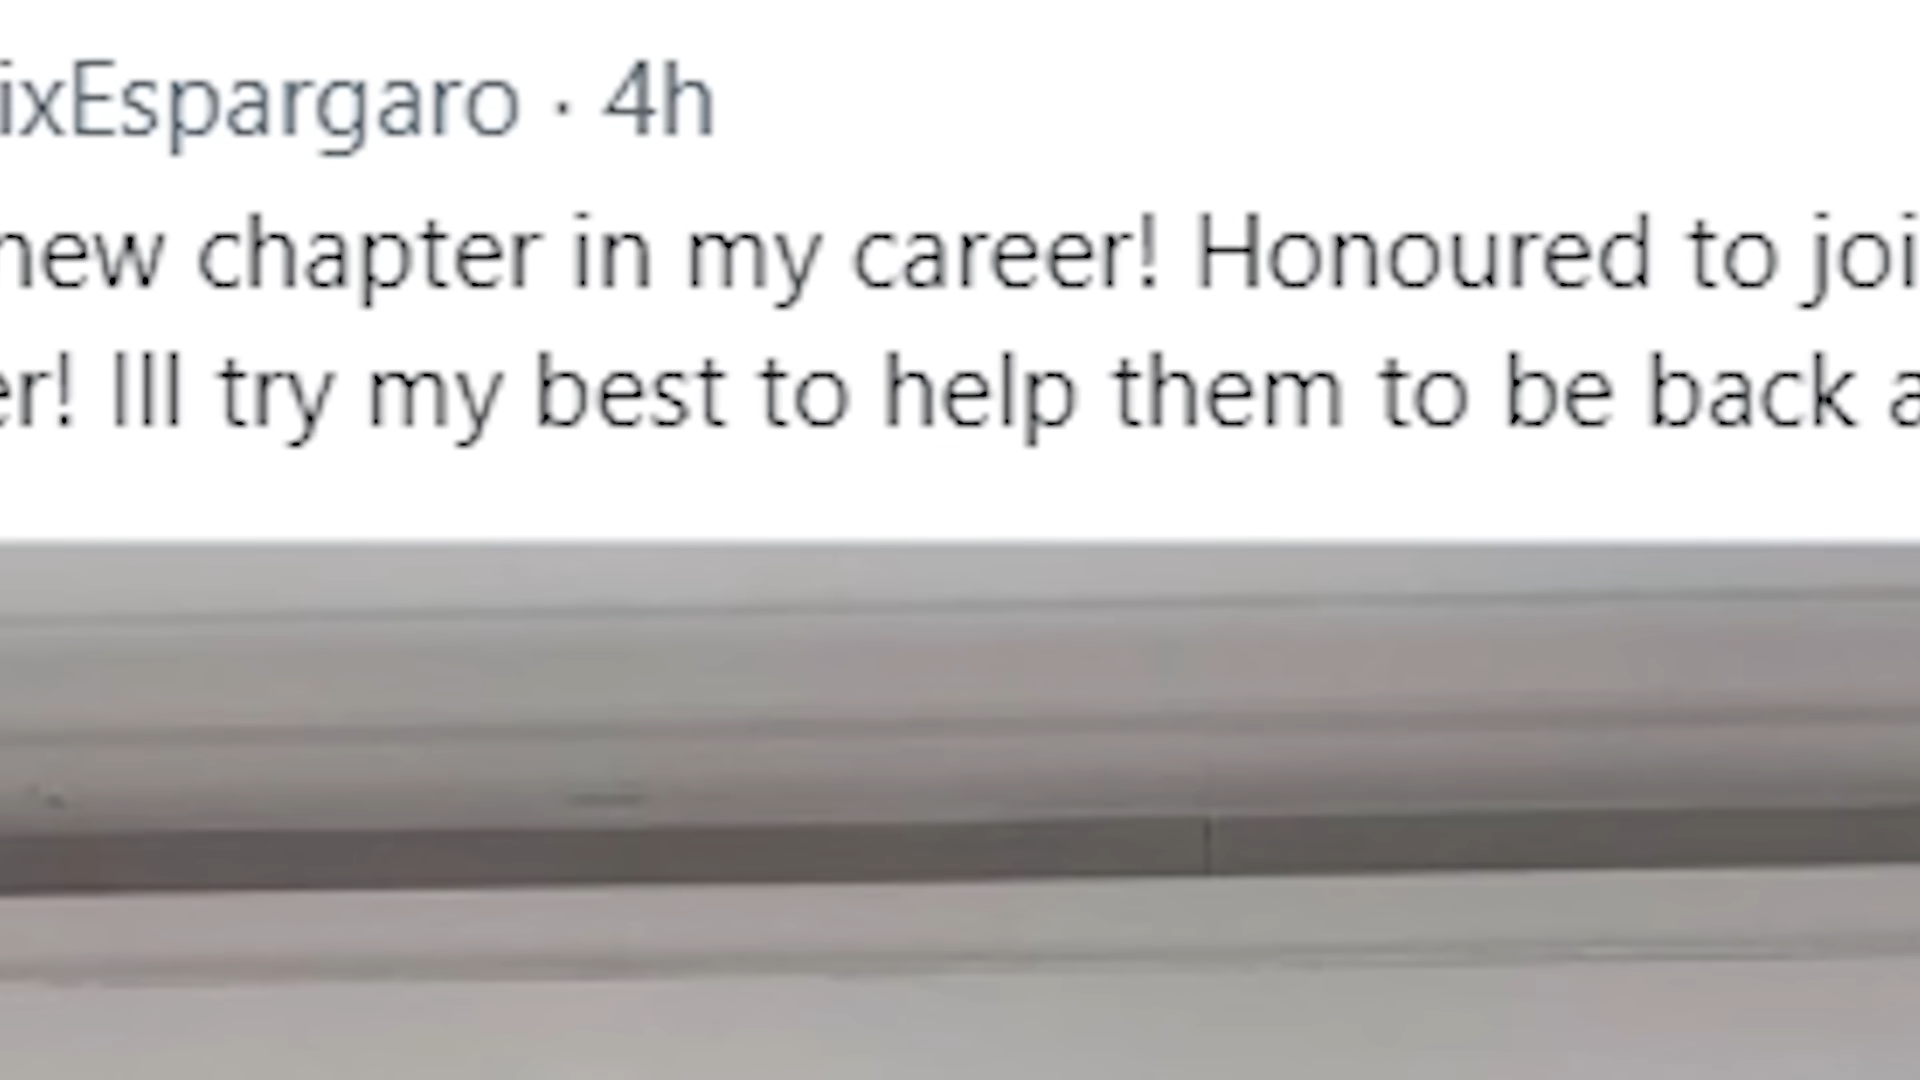 ixEspargaro · 4h
new chapter in my career! Honoured to joi
er! Ill try my best to help them to be back a